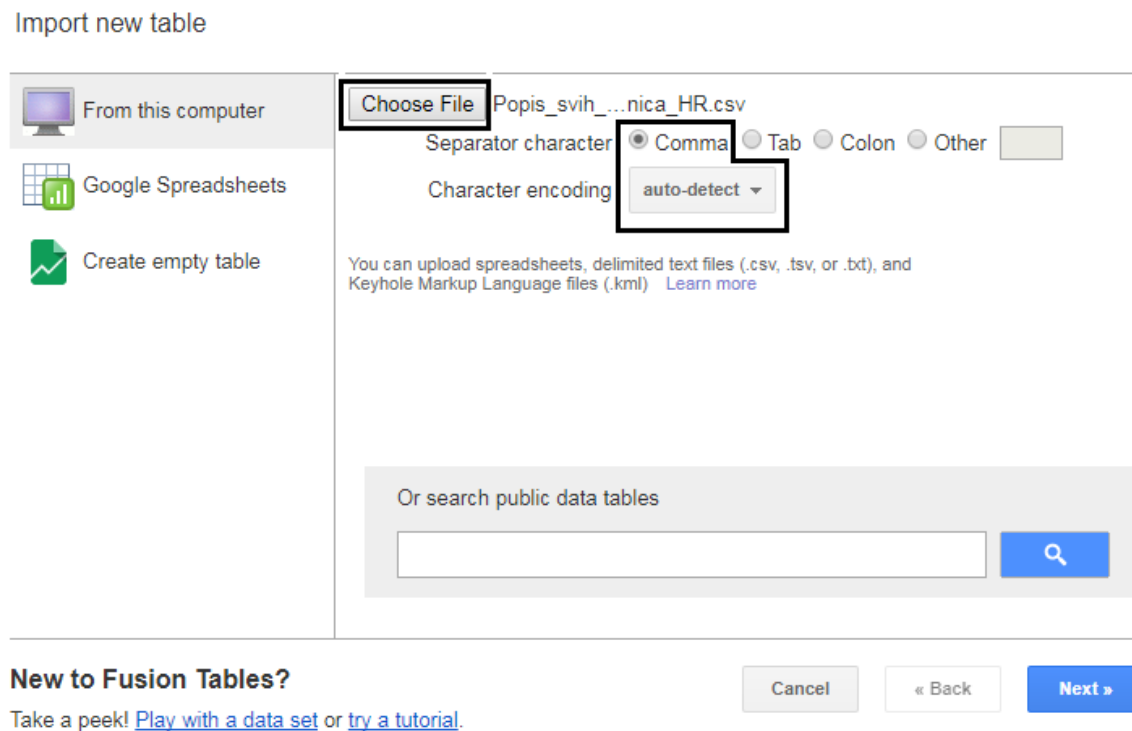 Import new table
From this computer
Google Spreadsheets
Create empty table
Choose File Popis_svih_...nica_HR.csv
Separator character Comma Tab Colon Other
Character encoding auto-detect
You can upload spreadsheets, delimited text files (.csv, .tsv, or .txt), and
Keyhole Markup Language files (.kml) Learn more
Or search public data tables
New to Fusion Tables?
Take a peek! Play with a data set or try a tutorial.
Cancel « Back Next »